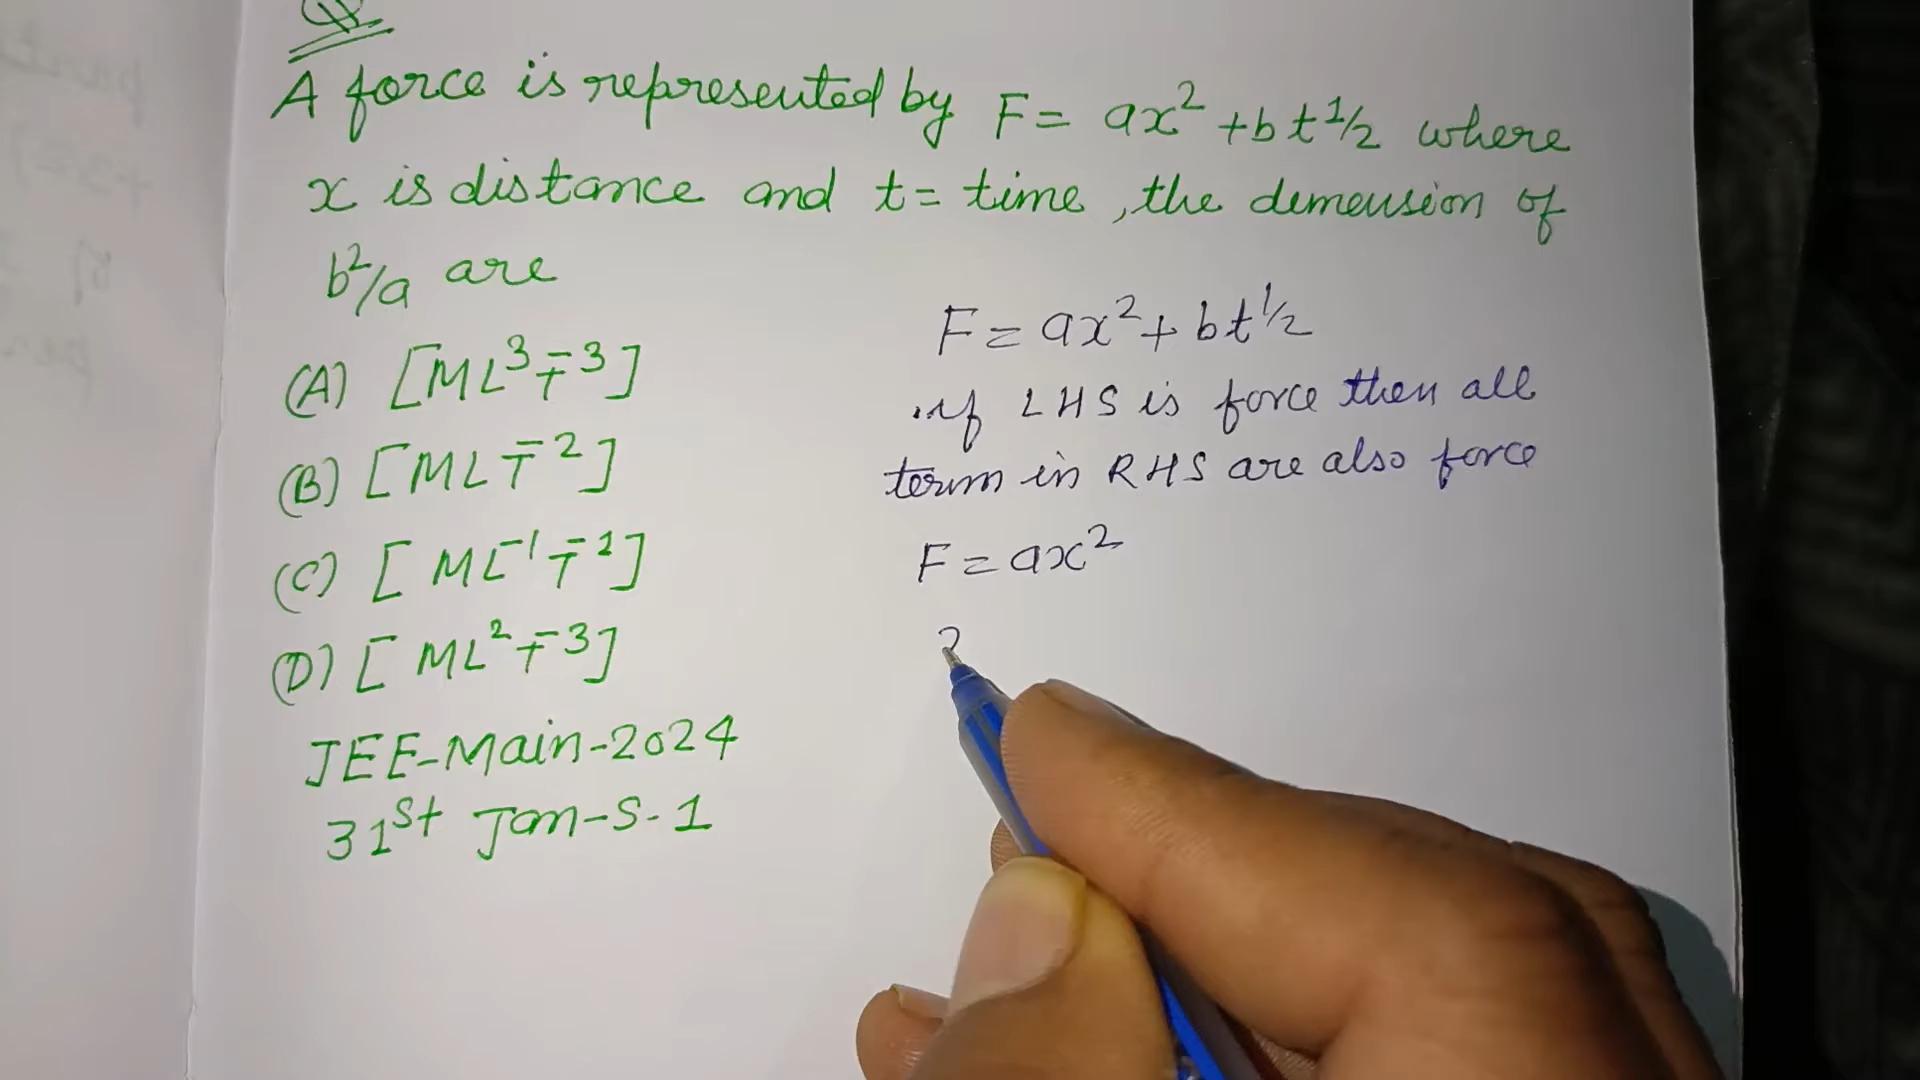 Q
A force is represented by F = ax² + bt^1/2 where
x is distance and t = time, the dimension of
b²/a are
(A) [ML³T⁻³]
(B) [MLT⁻²]
(C) [ML⁻¹T⁻¹]
(D) [ML²T⁻³]
JEE-Main-2024
31st Jan-S-1
F = ax² + bt^1/2
if LHS is force then all
term in RHS are also force
F = ax²